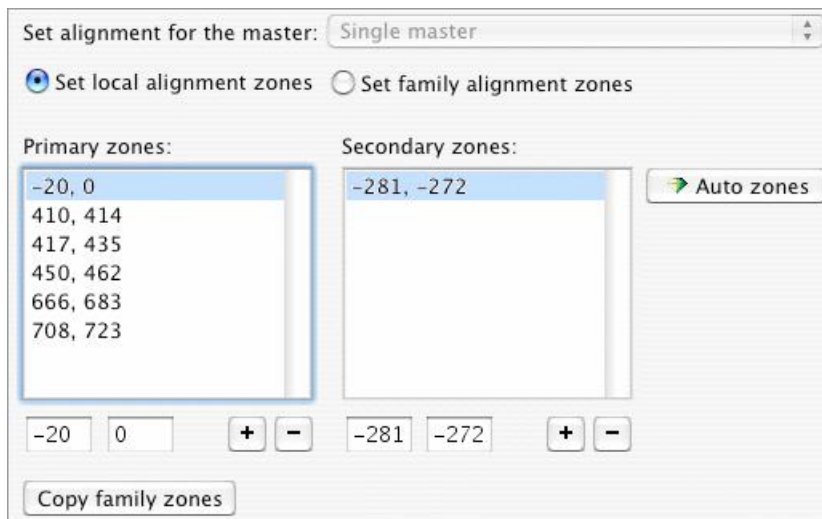 Set alignment for the master: Single master
Set local alignment zones Set family alignment zones
Primary zones: Secondary zones:
-20, 0 -281, -272 Auto zones
410, 414
417, 435
450, 462
666, 683
708, 723
-20 0 + - -281 -272 + -
Copy family zones